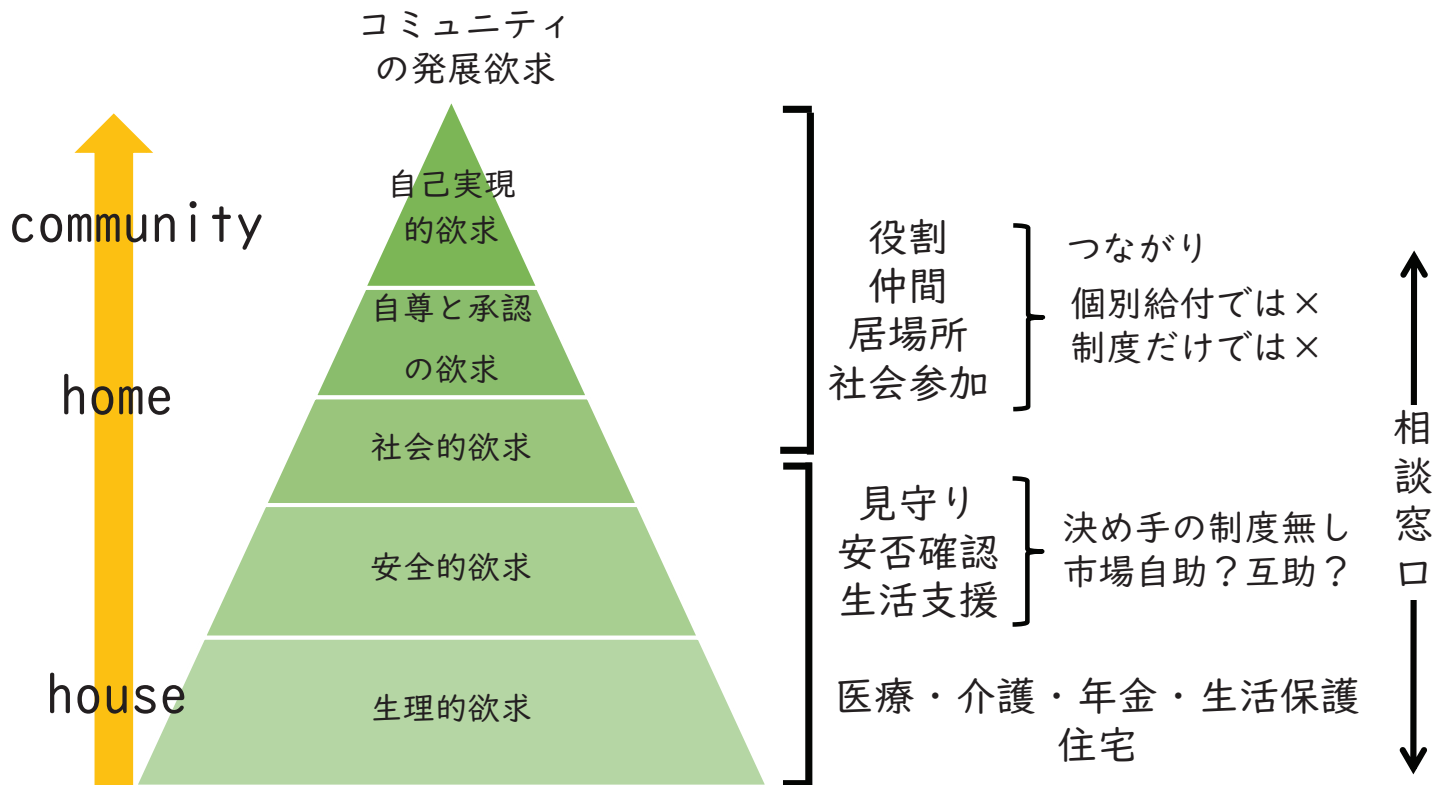 コミュニティ
の発展欲求
community
home
house
自己実現
的欲求
自尊と承認
の欲求
社会的欲求
安全的欲求
生理的欲求
役割
仲間
居場所
社会参加
つながり
個別給付では×
制度だけでは×
見守り
安否確認
生活支援
決め手の制度無し
市場自助？互助？
医療・介護・年金・生活保護
住宅
相談窓口